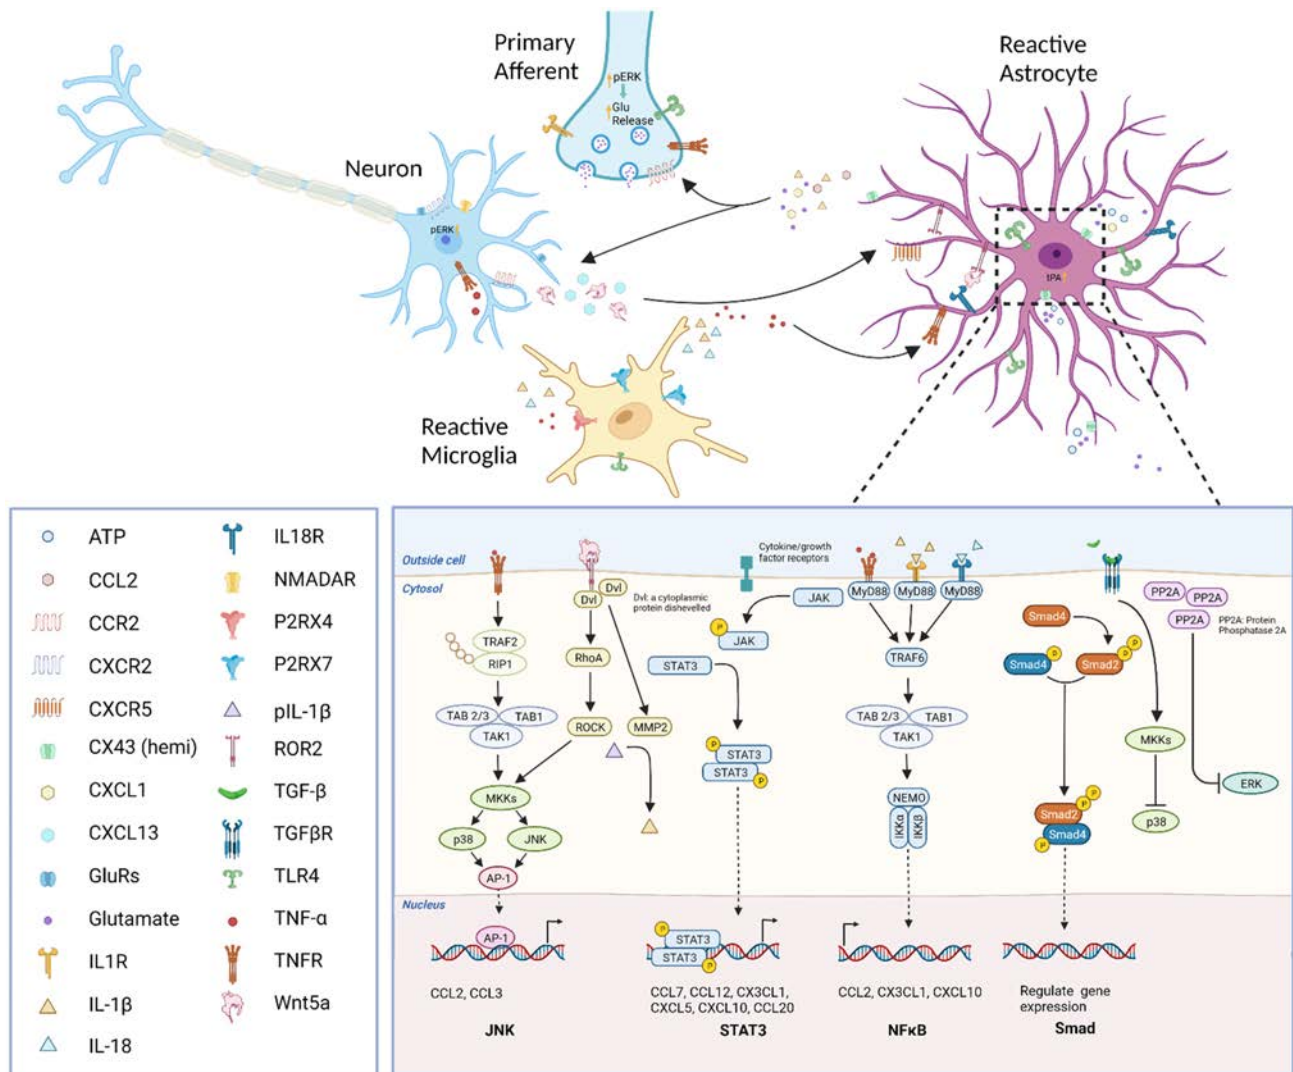 Primary
Afferent
Reactive
Astrocyte
pERK
Glu
Release
Neuron
pERK
tPA
Reactive
Microglia
ATP
CCL2
CCR2
CXCR2
CXCR5
CX43 (hemi)
CXCL1
CXCL13
GluRs
Glutamate
IL1R
IL-1β
IL-18
IL18R
NMADAR
P2RX4
P2RX7
pIL-1β
ROR2
TGF-β
TGFβR
TLR4
TNF-α
TNFR
Wnt5a
Outside cell
Cytosol
Nucleus
TRAF2
RIP1
TAB 2/3
TAB1
TAK1
MKKs
p38
JNK
AP-1
AP-1
CCL2, CCL3
JNK
Dvl
Dvl
Dvl: a cytoplasmic
protein dishevelled
RhoA
ROCK
MMP2
Cytokine/growth
factor receptors
JAK
P
JAK
STAT3
P
STAT3
STAT3
P
P
STAT3
STAT3
P
CCL7, CCL12, CX3CL1,
CXCL5, CXCL10, CCL20
STAT3
MyD88
MyD88
MyD88
TRAF6
TAB 2/3
TAB1
TAK1
NEMO
IKKα
IKKβ
CCL2, CX3CL1, CXCL10
NFκB
Smad4
P
Smad4
P
P
Smad2
P
P
Smad2
Smad4
P
Regulate gene
expression
Smad
MKKs
p38
PP2A
PP2A
PP2A
PP2A: Protein
Phosphatase 2A
ERK